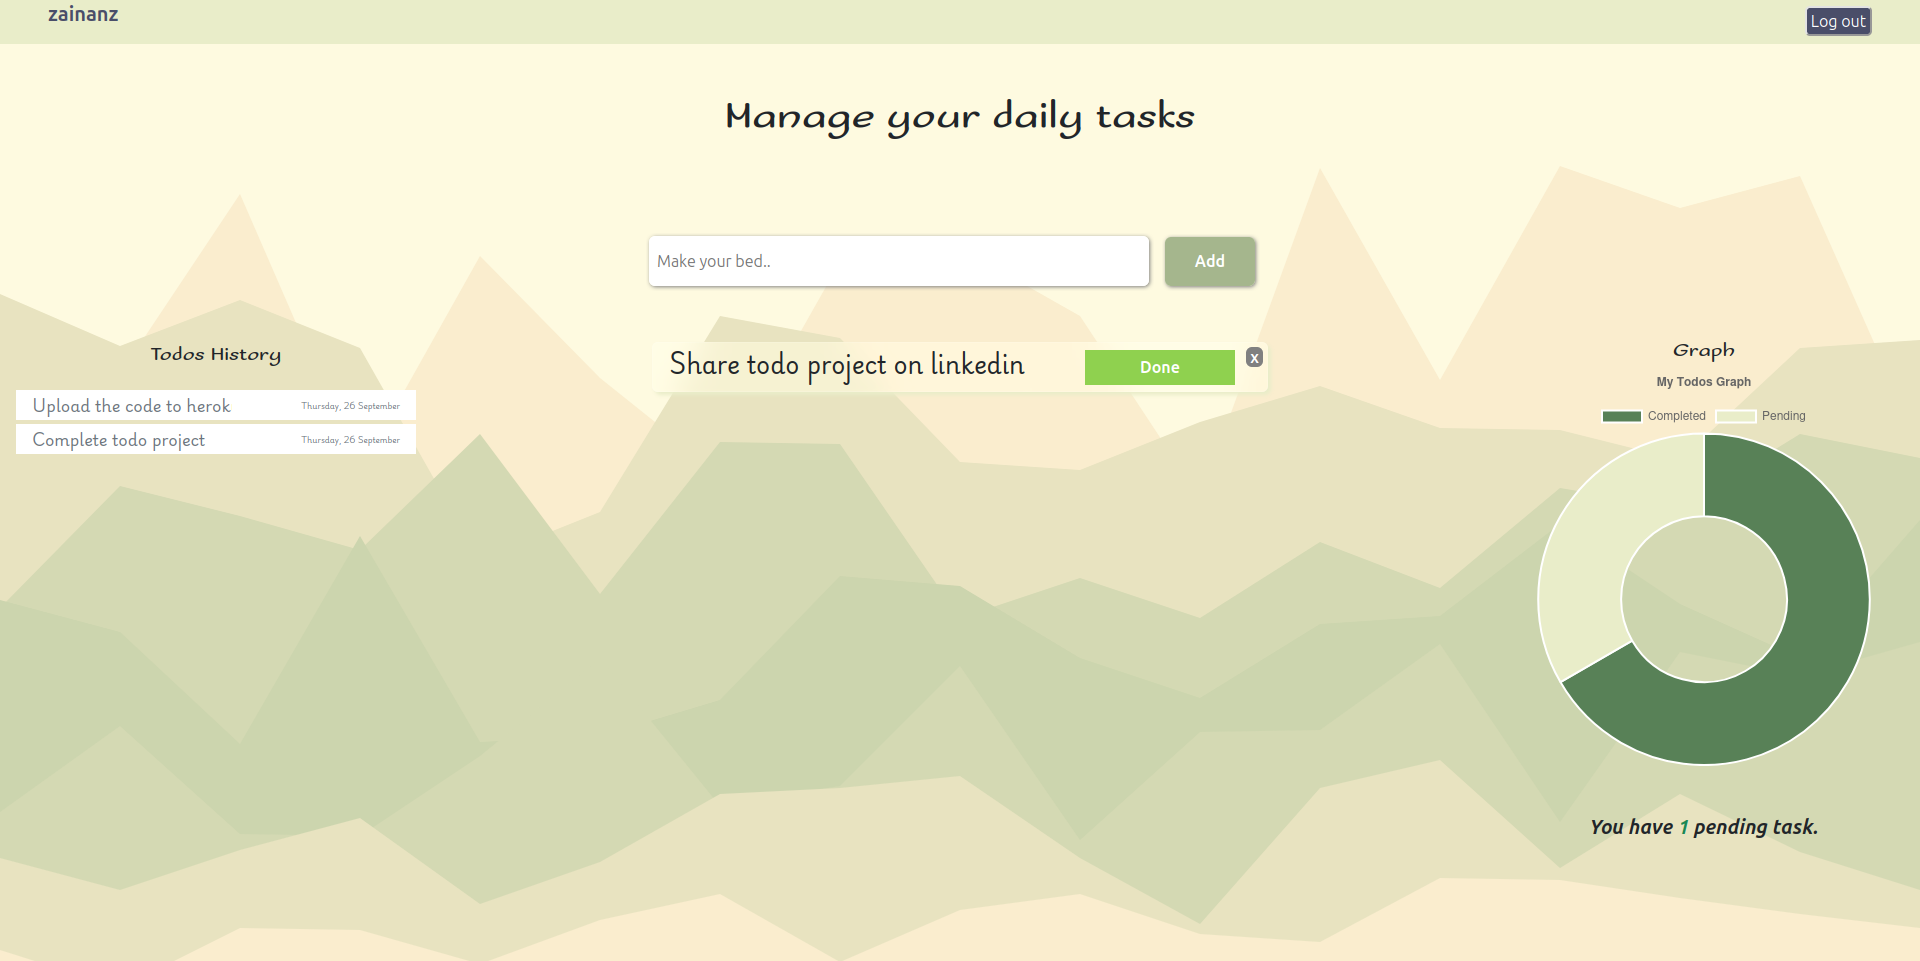 zainanz
Log out
Manage your daily tasks
Make your bed..
Add
Todos History
Upload the code to herok
Thursday, 26 September
Complete todo project
Thursday, 26 September
Share todo project on linkedin
Done
x
Graph
My Todos Graph
Completed
Pending
You have 1 pending task.